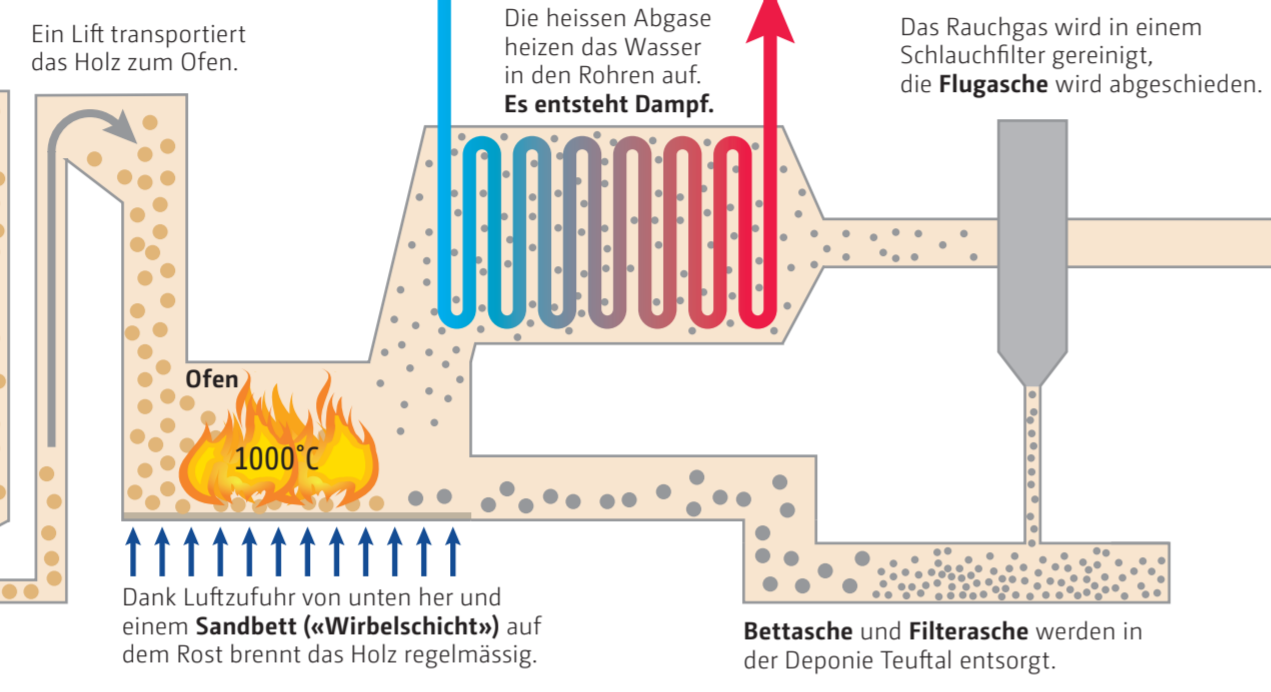 Ein Lift transportiert
das Holz zum Ofen.
Die heissen Abgase
heizen das Wasser
in den Rohren auf.
Es entsteht Dampf.
Das Rauchgas wird in einem
Schlauchfilter gereinigt,
die Flugasche wird abgeschieden.
Ofen
1000°C
Dank Luftzufuhr von unten her und
einem Sandbett («Wirbelschicht») auf
dem Rost brennt das Holz regelmässig.
Bettasche und Filterasche werden in
der Deponie Teuftal entsorgt.